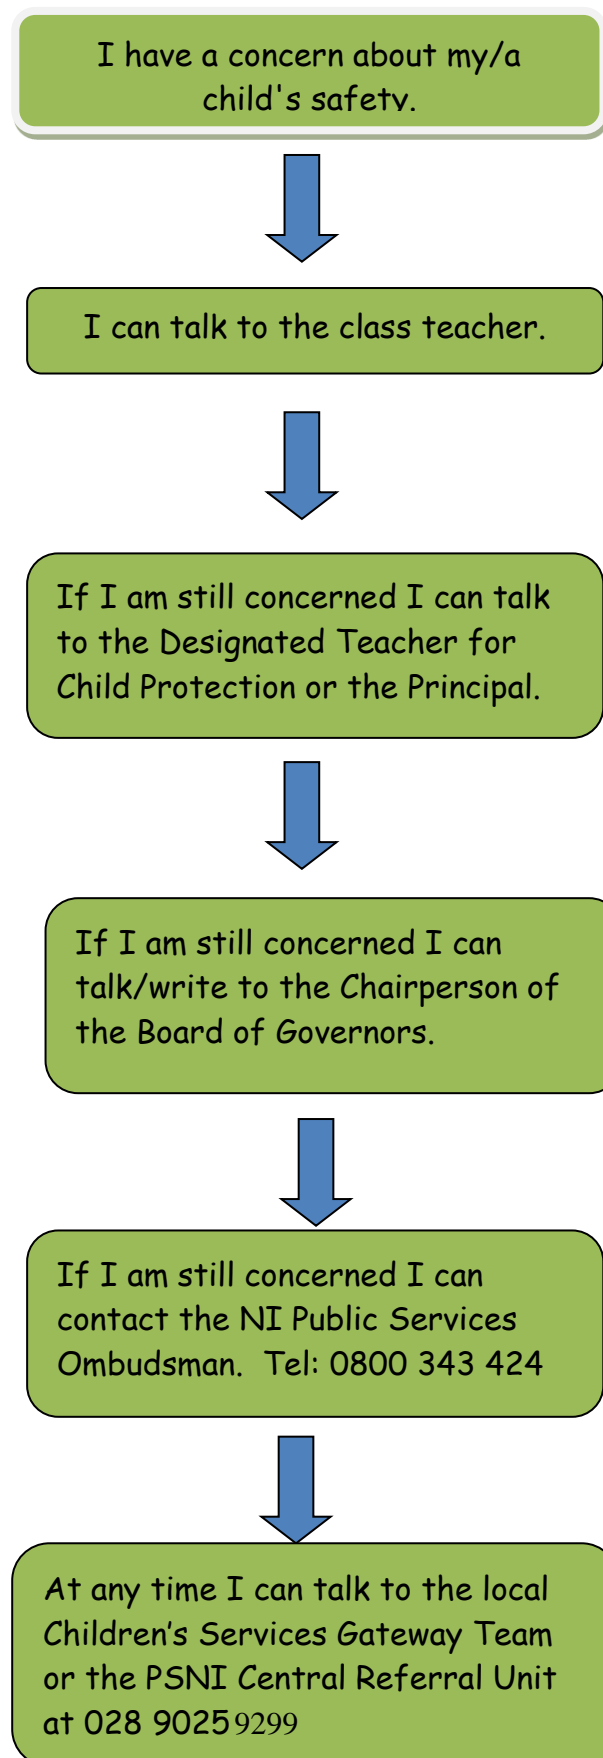 I have a concern about my/a
child's safety.
I can talk to the class teacher.
If I am still concerned I can talk
to the Designated Teacher for
Child Protection or the Principal.
If I am still concerned I can
talk/write to the Chairperson of
the Board of Governors.
If I am still concerned I can
contact the NI Public Services
Ombudsman. Tel: 0800 343 424
At any time I can talk to the local
Children’s Services Gateway Team
or the PSNI Central Referral Unit
at 028 90259299